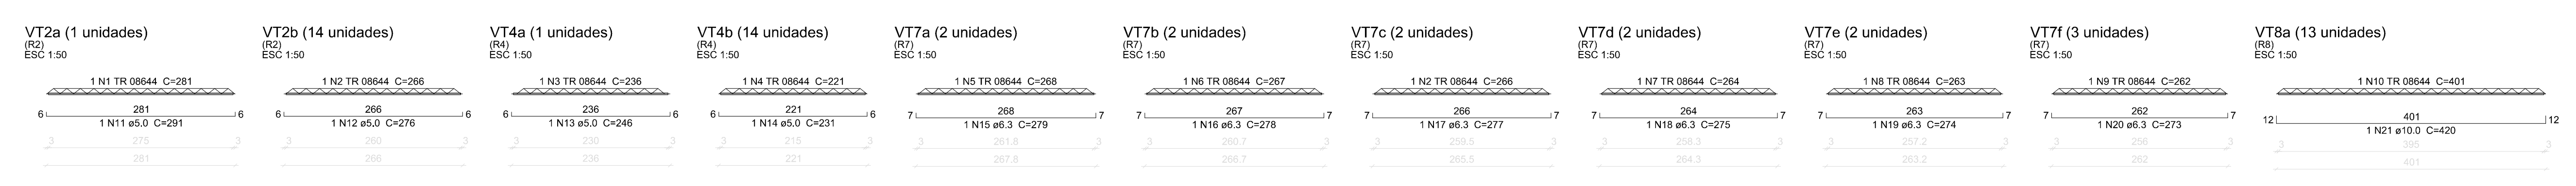 VT2a (1 unidades)
(R2)
ESC 1:50
1 N1 TR 08644  C=281
281
6 6
1 N11 ø5.0  C=291
3 275 3
281
VT2b (14 unidades)
(R2)
ESC 1:50
1 N2 TR 08644  C=266
266
6 6
1 N12 ø5.0  C=276
3 260 3
266
VT4a (1 unidades)
(R4)
ESC 1:50
1 N3 TR 08644  C=236
236
6 6
1 N13 ø5.0  C=246
3 230 3
236
VT4b (14 unidades)
(R4)
ESC 1:50
1 N4 TR 08644  C=221
221
6 6
1 N14 ø5.0  C=231
3 215 3
221
VT7a (2 unidades)
(R7)
ESC 1:50
1 N5 TR 08644  C=268
268
7 7
1 N15 ø6.3  C=279
3 261.8 3
267.8
VT7b (2 unidades)
(R7)
ESC 1:50
1 N6 TR 08644  C=267
267
7 7
1 N16 ø6.3  C=278
3 260.7 3
266.7
VT7c (2 unidades)
(R7)
ESC 1:50
1 N2 TR 08644  C=266
266
7 7
1 N17 ø6.3  C=277
3 259.5 3
265.5
VT7d (2 unidades)
(R7)
ESC 1:50
1 N7 TR 08644  C=264
264
7 7
1 N18 ø6.3  C=275
3 258.3 3
264.3
VT7e (2 unidades)
(R7)
ESC 1:50
1 N8 TR 08644  C=263
263
7 7
1 N19 ø6.3  C=274
3 257.2 3
263.2
VT7f (3 unidades)
(R7)
ESC 1:50
1 N9 TR 08644  C=262
262
7 7
1 N20 ø6.3  C=273
3 256 3
262
VT8a (13 unidades)
(R8)
ESC 1:50
1 N10 TR 08644  C=401
401
12 12
1 N21 ø10.0  C=420
3 395 3
401